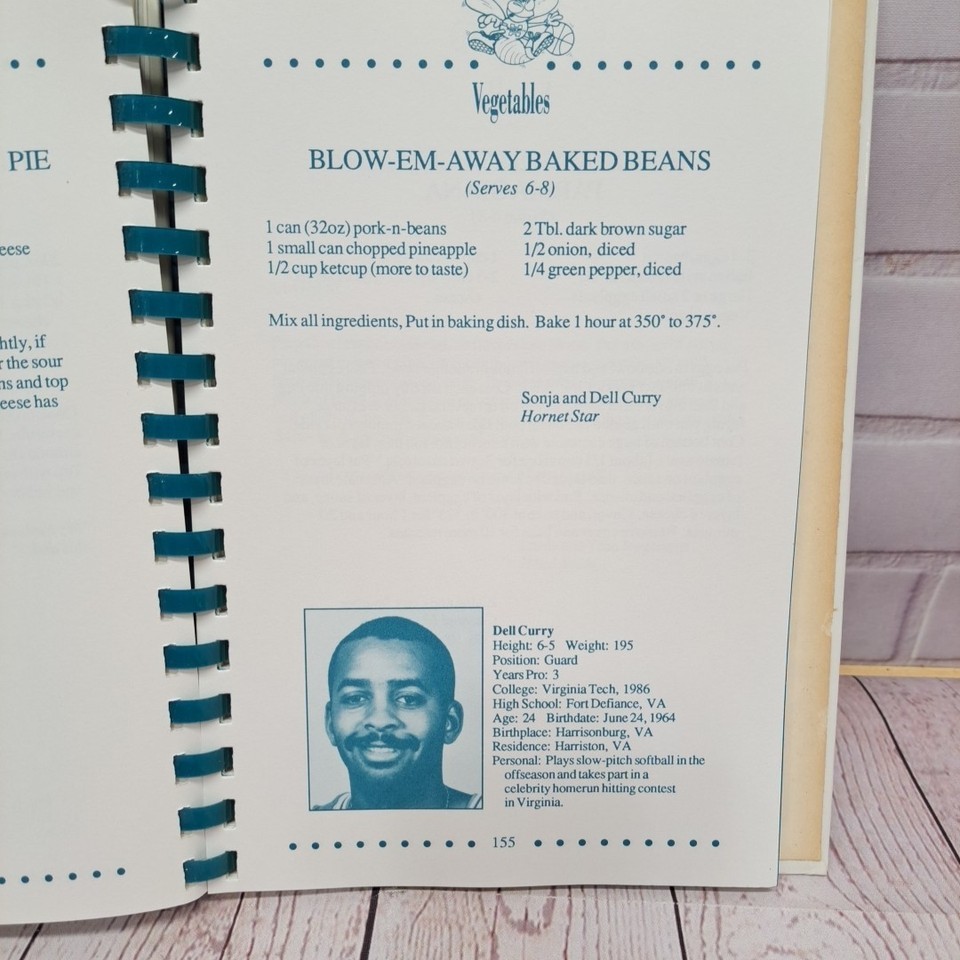 PIE
eese
htly, if
r the sour
ns and top
eese has
Vegetables
BLOW-EM-AWAY BAKED BEANS
(Serves 6-8)
1 can (32oz) pork-n-beans
1 small can chopped pineapple
1/2 cup ketcup (more to taste)
2 Tbl. dark brown sugar
1/2 onion, diced
1/4 green pepper, diced
Mix all ingredients, Put in baking dish. Bake 1 hour at 350° to 375°.
Sonja and Dell Curry
Hornet Star
Dell Curry
Height: 6-5 Weight: 195
Position: Guard
Years Pro: 3
College: Virginia Tech, 1986
High School: Fort Defiance, VA
Age: 24 Birthdate: June 24, 1964
Birthplace: Harrisonburg, VA
Residence: Harriston, VA
Personal: Plays slow-pitch softball in the
offseason and takes part in a
celebrity homerun hitting contest
in Virginia.
155